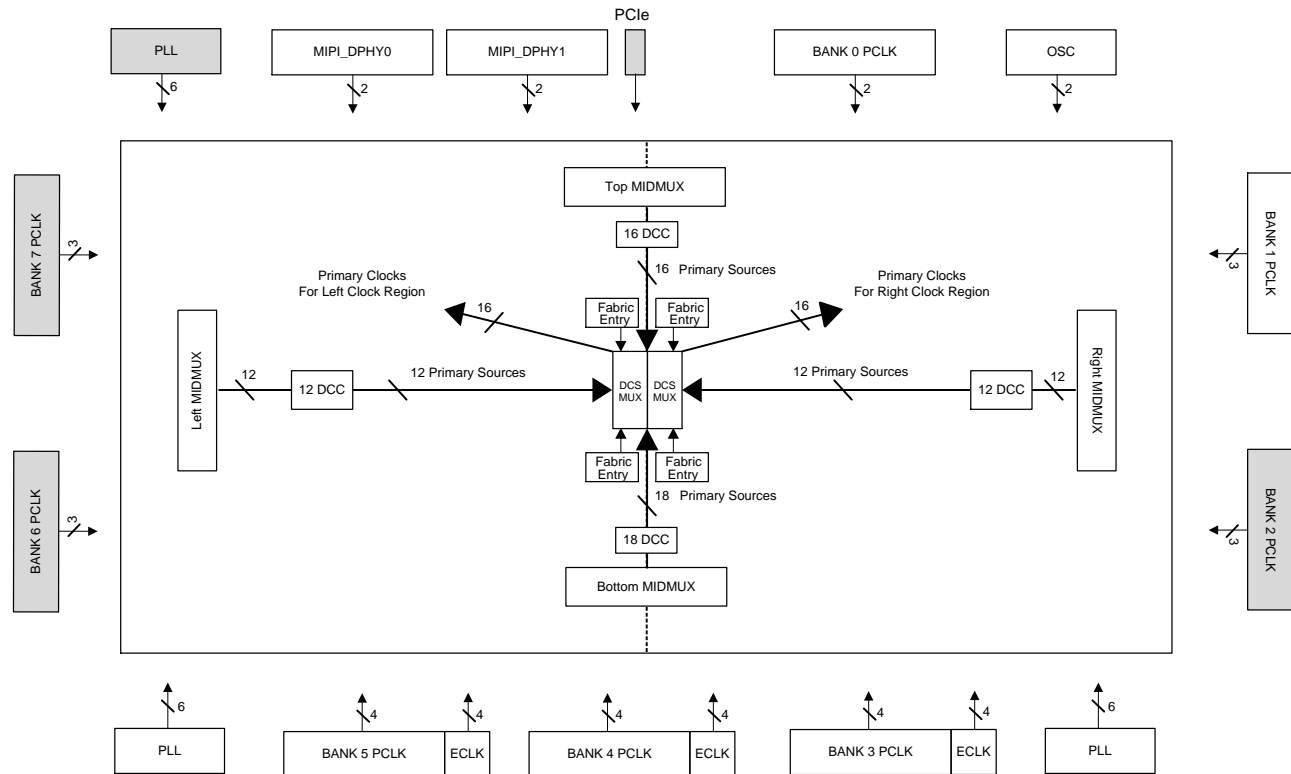 PCIe
PLL
MIPI_DPHY0
MIPI_DPHY1
BANK 0 PCLK
OSC
6
2
2
2
2
Top MIDMUX
16 DCC
BANK 7 PCLK
3
BANK 1 PCLK
3
16 Primary Sources
Primary Clocks
For Left Clock Region
Primary Clocks
For Right Clock Region
16
16
Fabric
Entry
Fabric
Entry
Left MIDMUX
12
12 DCC
12 Primary Sources
DCS
MUX
DCS
MUX
12 Primary Sources
12 DCC
12
Right MIDMUX
Fabric
Entry
Fabric
Entry
18 Primary Sources
BANK 6 PCLK
3
BANK 2 PCLK
3
18 DCC
Bottom MIDMUX
6
4
4
4
4
4
4
6
PLL
BANK 5 PCLK
ECLK
BANK 4 PCLK
ECLK
BANK 3 PCLK
ECLK
PLL